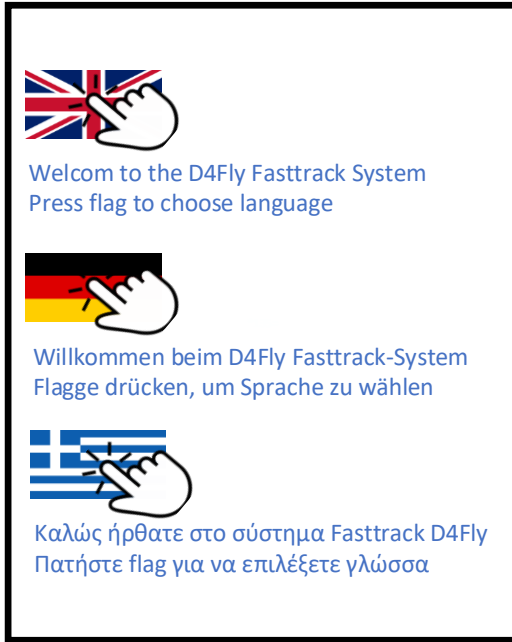 Welcom to the D4Fly Fasttrack System
Press flag to choose language
Willkommen beim D4Fly Fasttrack-System
Flagge drücken, um Sprache zu wählen
Καλώς ήρθατε στο σύστημα Fasttrack D4Fly
Πατήστε flag για να επιλέξετε γλώσσα